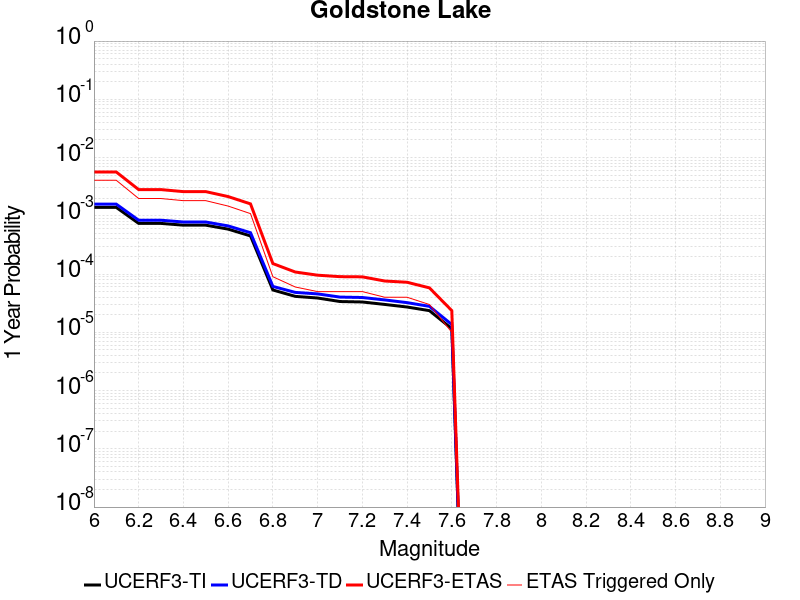 Goldstone Lake
10^0
10^-1
10^-2
10^-3
10^-4
10^-5
10^-6
10^-7
10^-8
1 Year Probability
6 6.2 6.4 6.6 6.8 7 7.2 7.4 7.6 7.8 8 8.2 8.4 8.6 8.8 9
Magnitude
UCERF3-TI UCERF3-TD UCERF3-ETAS ETAS Triggered Only